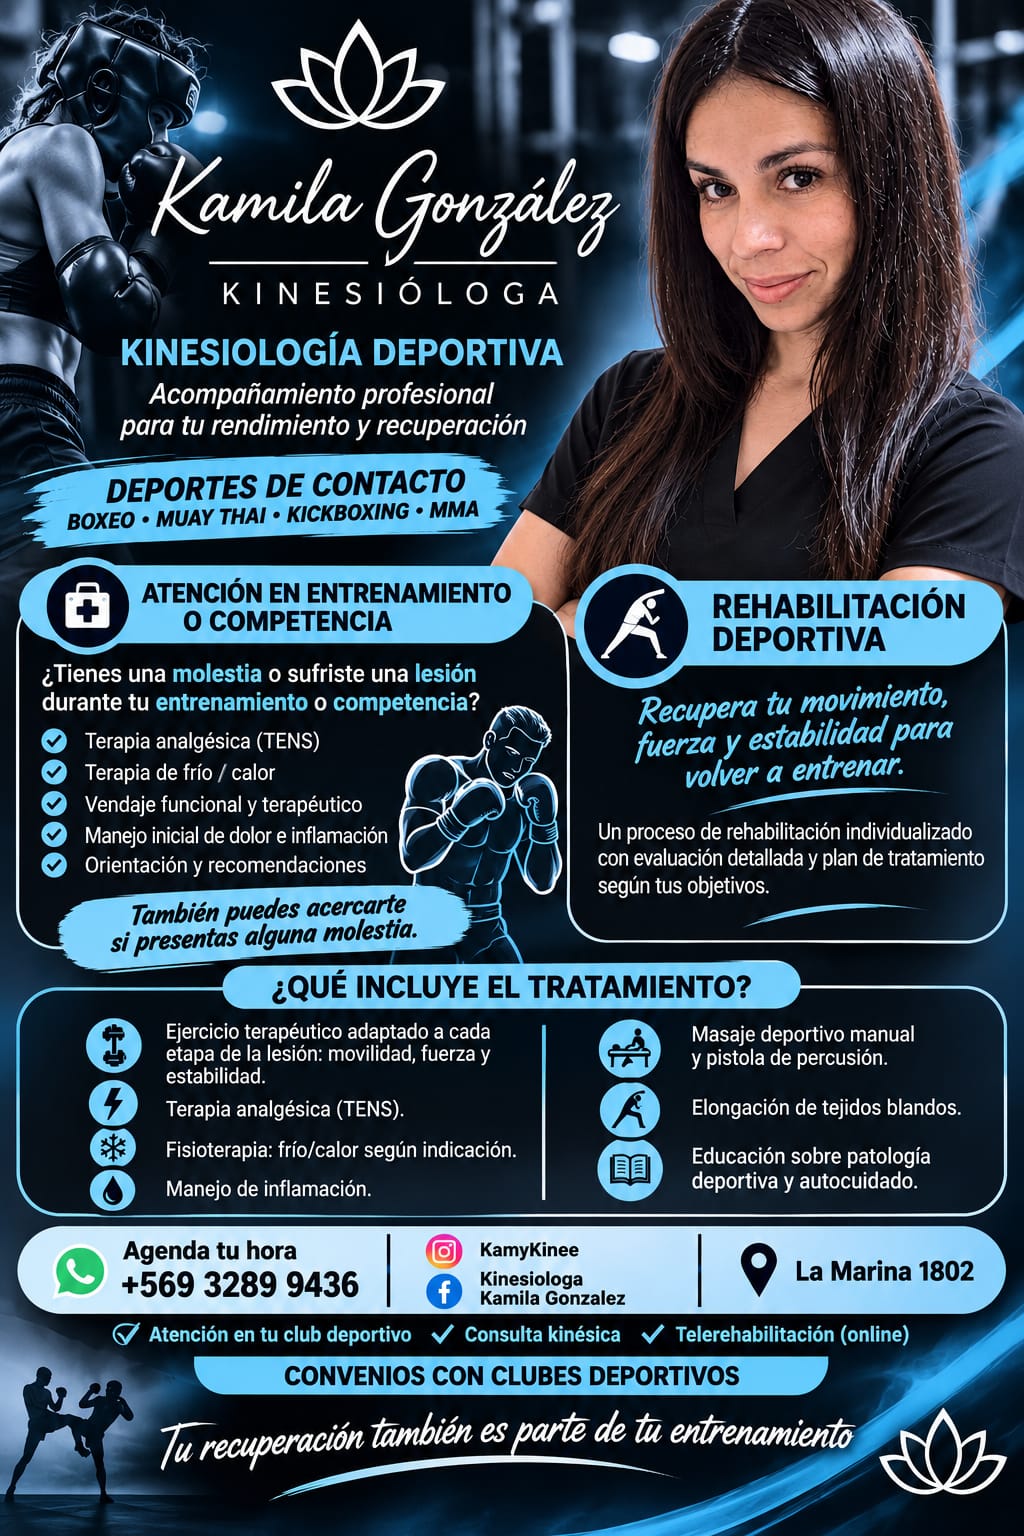 Kamila González
KINESIÓLOGA
KINESIOLOGÍA DEPORTIVA
Acompañamiento profesional
para tu rendimiento y recuperación
DEPORTES DE CONTACTO
BOXEO • MUAY THAI • KICKBOXING • MMA
ATENCIÓN EN ENTRENAMIENTO
O COMPETENCIA
¿Tienes una molestia o sufriste una lesión
durante tu entrenamiento o competencia?
Terapia analgésica (TENS)
Terapia de frío / calor
Vendaje funcional y terapéutico
Manejo inicial de dolor e inflamación
Orientación y recomendaciones
También puedes acercarte
si presentas alguna molestia.
REHABILITACIÓN
DEPORTIVA
Recupera tu movimiento,
fuerza y estabilidad para
volver a entrenar.
Un proceso de rehabilitación individualizado
con evaluación detallada y plan de tratamiento
según tus objetivos.
¿QUÉ INCLUYE EL TRATAMIENTO?
Ejercicio terapéutico adaptado a cada
etapa de la lesión: movilidad, fuerza y
estabilidad.
Terapia analgésica (TENS).
Fisioterapia: frío/calor según indicación.
Manejo de inflamación.
Masaje deportivo manual
y pistola de percusión.
Elongación de tejidos blandos.
Educación sobre patología
deportiva y autocuidado.
Agenda tu hora
+569 3289 9436
KamyKinee
Kinesiologa
Kamila Gonzalez
La Marina 1802
Atención en tu club deportivo
Consulta kinésica
Telerehabilitación (online)
CONVENIOS CON CLUBES DEPORTIVOS
Tu recuperación también es parte de tu entrenamiento